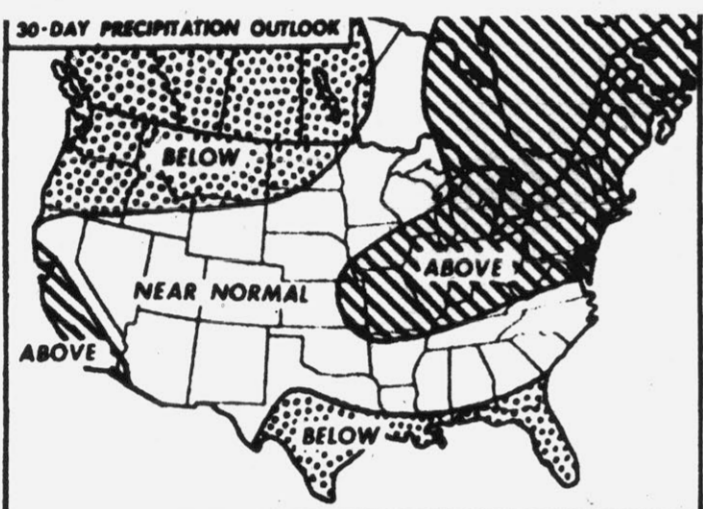 30-DAY PRECIPITATION OUTLOOK
BELOW
ABOVE
NEAR NORMAL
ABOVE
BELOW